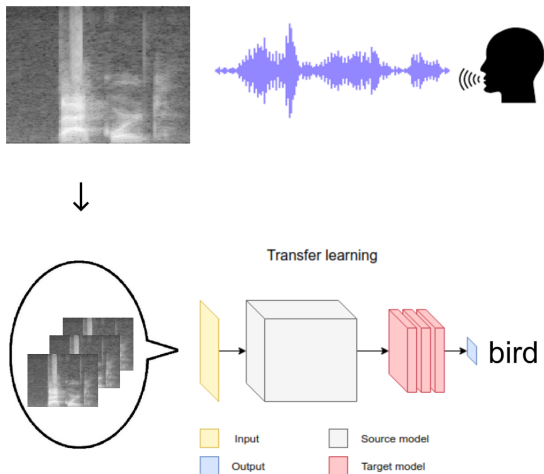 Transfer learning
bird
Input
Source model
Output
Target model